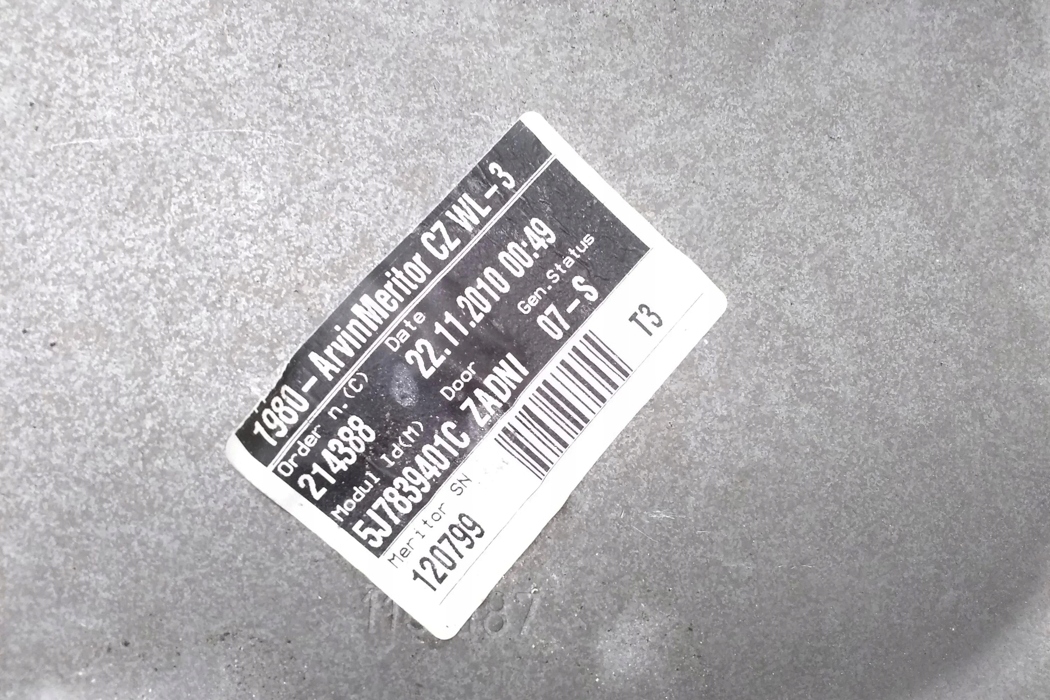 1980 - ArvinMeritor CZ WL - 3
Order n.(C) Date
214388 22.11.2010 00:49
Modul Id(M) Door Gen.Status
5J7839401C ZADNI 07 - S
Meritor SN
120799 T3